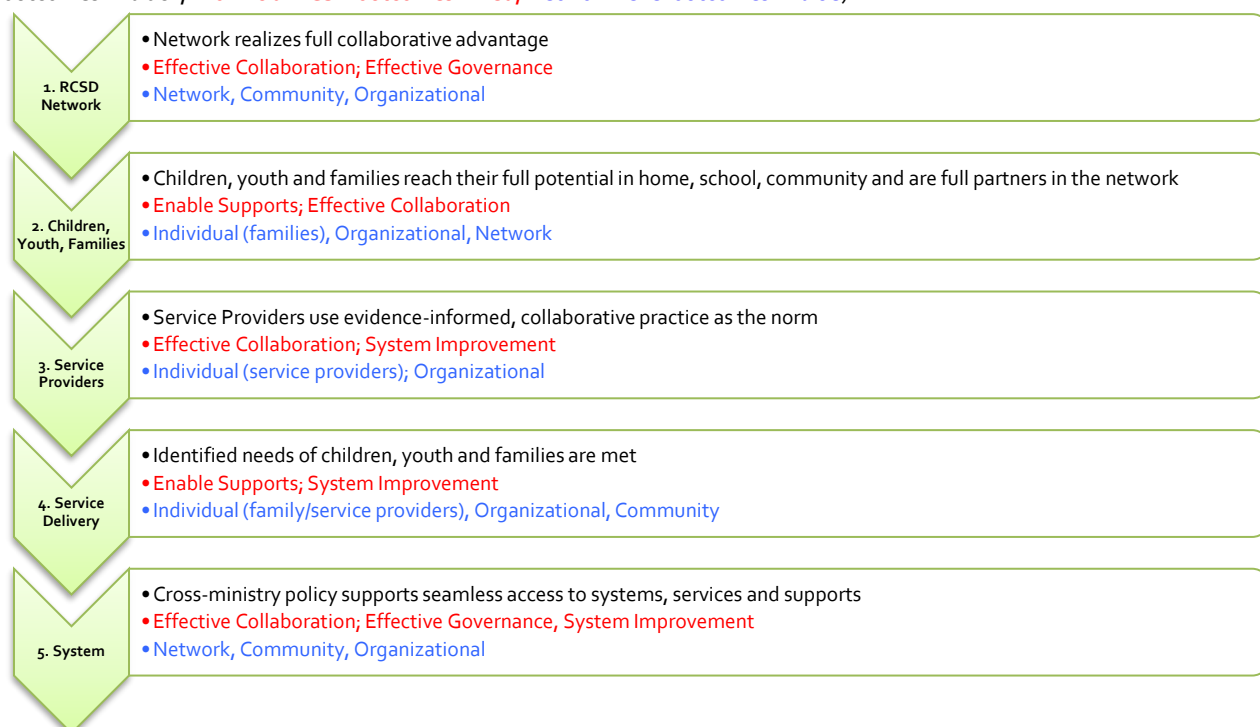 1. RCSD
Network
•Network realizes full collaborative advantage
•Effective Collaboration; Effective Governance
•Network, Community, Organizational
2. Children,
Youth, Families
•Children, youth and families reach their full potential in home, school, community and are full partners in the network
•Enable Supports; Effective Collaboration
•Individual (families), Organizational, Network
3. Service
Providers
•Service Providers use evidence-informed, collaborative practice as the norm
•Effective Collaboration; System Improvement
•Individual (service providers); Organizational
4. Service
Delivery
•Identified needs of children, youth and families are met
•Enable Supports; System Improvement
•Individual (family/service providers), Organizational, Community
5. System
•Cross-ministry policy supports seamless access to systems, services and supports
•Effective Collaboration; Effective Governance, System Improvement
•Network, Community, Organizational